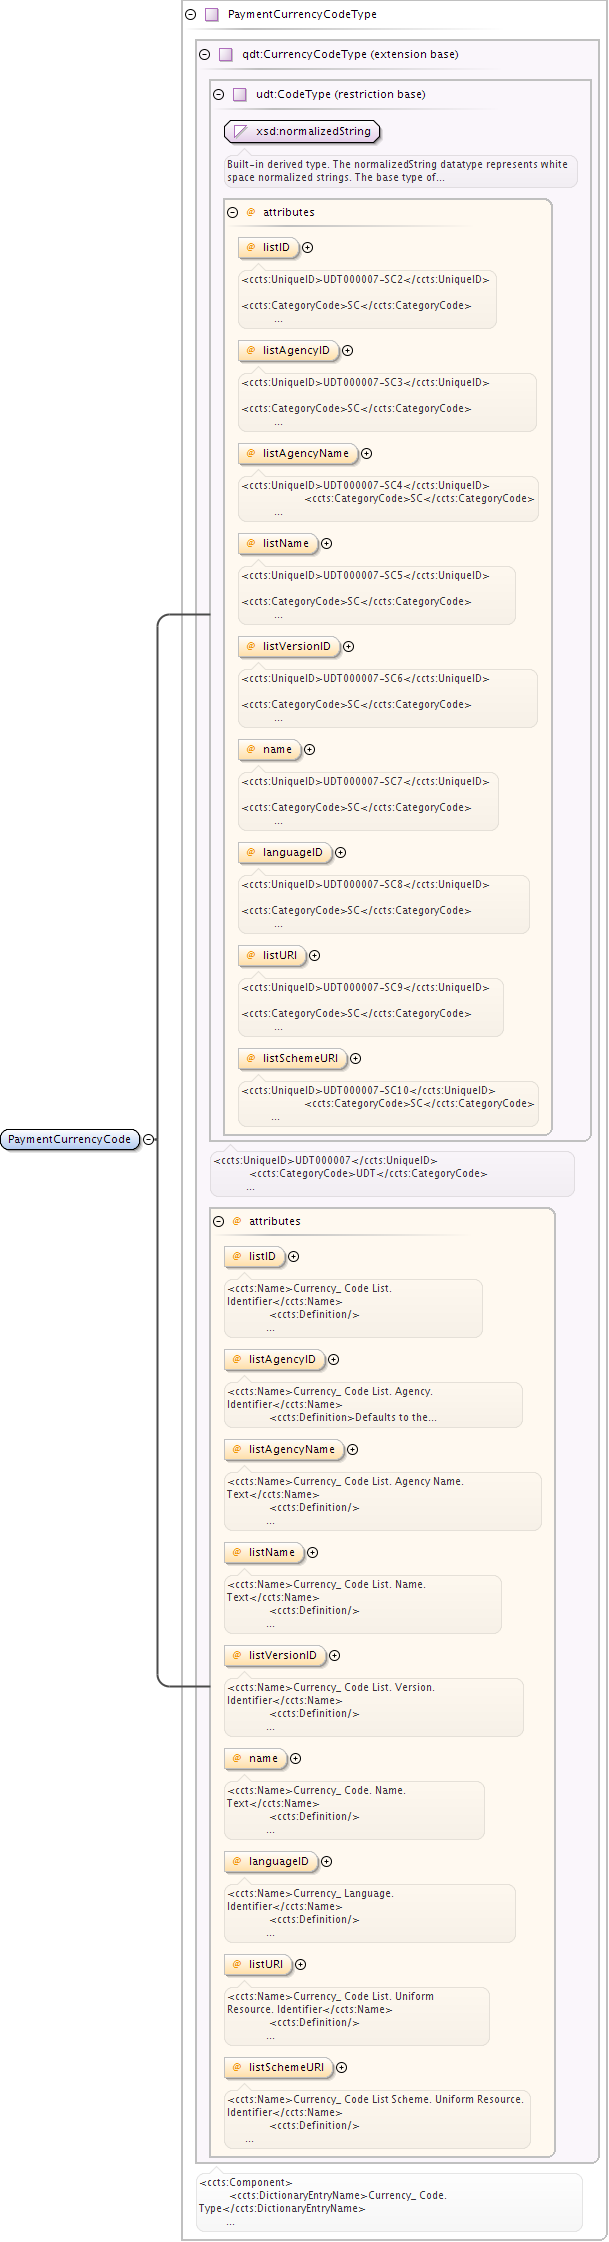 PaymentCurrencyCodeType
qdt:CurrencyCodeType (extension base)
udt:CodeType (restriction base)
xsd:normalizedString
Built-in derived type. The normalizedString datatype represents white
space normalized strings. The base type of...
@ attributes
@ listID
<ccts:UniqueID>UDT000007-SC2</ccts:UniqueID>
<ccts:CategoryCode>SC</ccts:CategoryCode>
...
@ listAgencyID
<ccts:UniqueID>UDT000007-SC3</ccts:UniqueID>
<ccts:CategoryCode>SC</ccts:CategoryCode>
...
@ listAgencyName
<ccts:UniqueID>UDT000007-SC4</ccts:UniqueID>
<ccts:CategoryCode>SC</ccts:CategoryCode>
...
@ listName
<ccts:UniqueID>UDT000007-SC5</ccts:UniqueID>
<ccts:CategoryCode>SC</ccts:CategoryCode>
...
@ listVersionID
<ccts:UniqueID>UDT000007-SC6</ccts:UniqueID>
<ccts:CategoryCode>SC</ccts:CategoryCode>
...
@ name
<ccts:UniqueID>UDT000007-SC7</ccts:UniqueID>
<ccts:CategoryCode>SC</ccts:CategoryCode>
...
@ languageID
<ccts:UniqueID>UDT000007-SC8</ccts:UniqueID>
<ccts:CategoryCode>SC</ccts:CategoryCode>
...
@ listURI
<ccts:UniqueID>UDT000007-SC9</ccts:UniqueID>
<ccts:CategoryCode>SC</ccts:CategoryCode>
...
@ listSchemeURI
<ccts:UniqueID>UDT000007-SC10</ccts:UniqueID>
<ccts:CategoryCode>SC</ccts:CategoryCode>
...
PaymentCurrencyCode
<ccts:UniqueID>UDT000007</ccts:UniqueID>
<ccts:CategoryCode>UDT</ccts:CategoryCode>
...
@ attributes
@ listID
<ccts:Name>Currency_ Code List.
Identifier</ccts:Name>
<ccts:Definition/>
...
@ listAgencyID
<ccts:Name>Currency_ Code List. Agency.
Identifier</ccts:Name>
<ccts:Definition>Defaults to the...
@ listAgencyName
<ccts:Name>Currency_ Code List. Agency Name.
Text</ccts:Name>
<ccts:Definition/>
...
@ listName
<ccts:Name>Currency_ Code List. Name.
Text</ccts:Name>
<ccts:Definition/>
...
@ listVersionID
<ccts:Name>Currency_ Code List. Version.
Identifier</ccts:Name>
<ccts:Definition/>
...
@ name
<ccts:Name>Currency_ Code. Name.
Text</ccts:Name>
<ccts:Definition/>
...
@ languageID
<ccts:Name>Currency_ Language.
Identifier</ccts:Name>
<ccts:Definition/>
...
@ listURI
<ccts:Name>Currency_ Code List. Uniform
Resource. Identifier</ccts:Name>
<ccts:Definition/>
...
@ listSchemeURI
<ccts:Name>Currency_ Code List Scheme. Uniform Resource.
Identifier</ccts:Name>
<ccts:Definition/>
...
<ccts:Component>
<ccts:DictionaryEntryName>Currency_ Code.
Type</ccts:DictionaryEntryName>
...